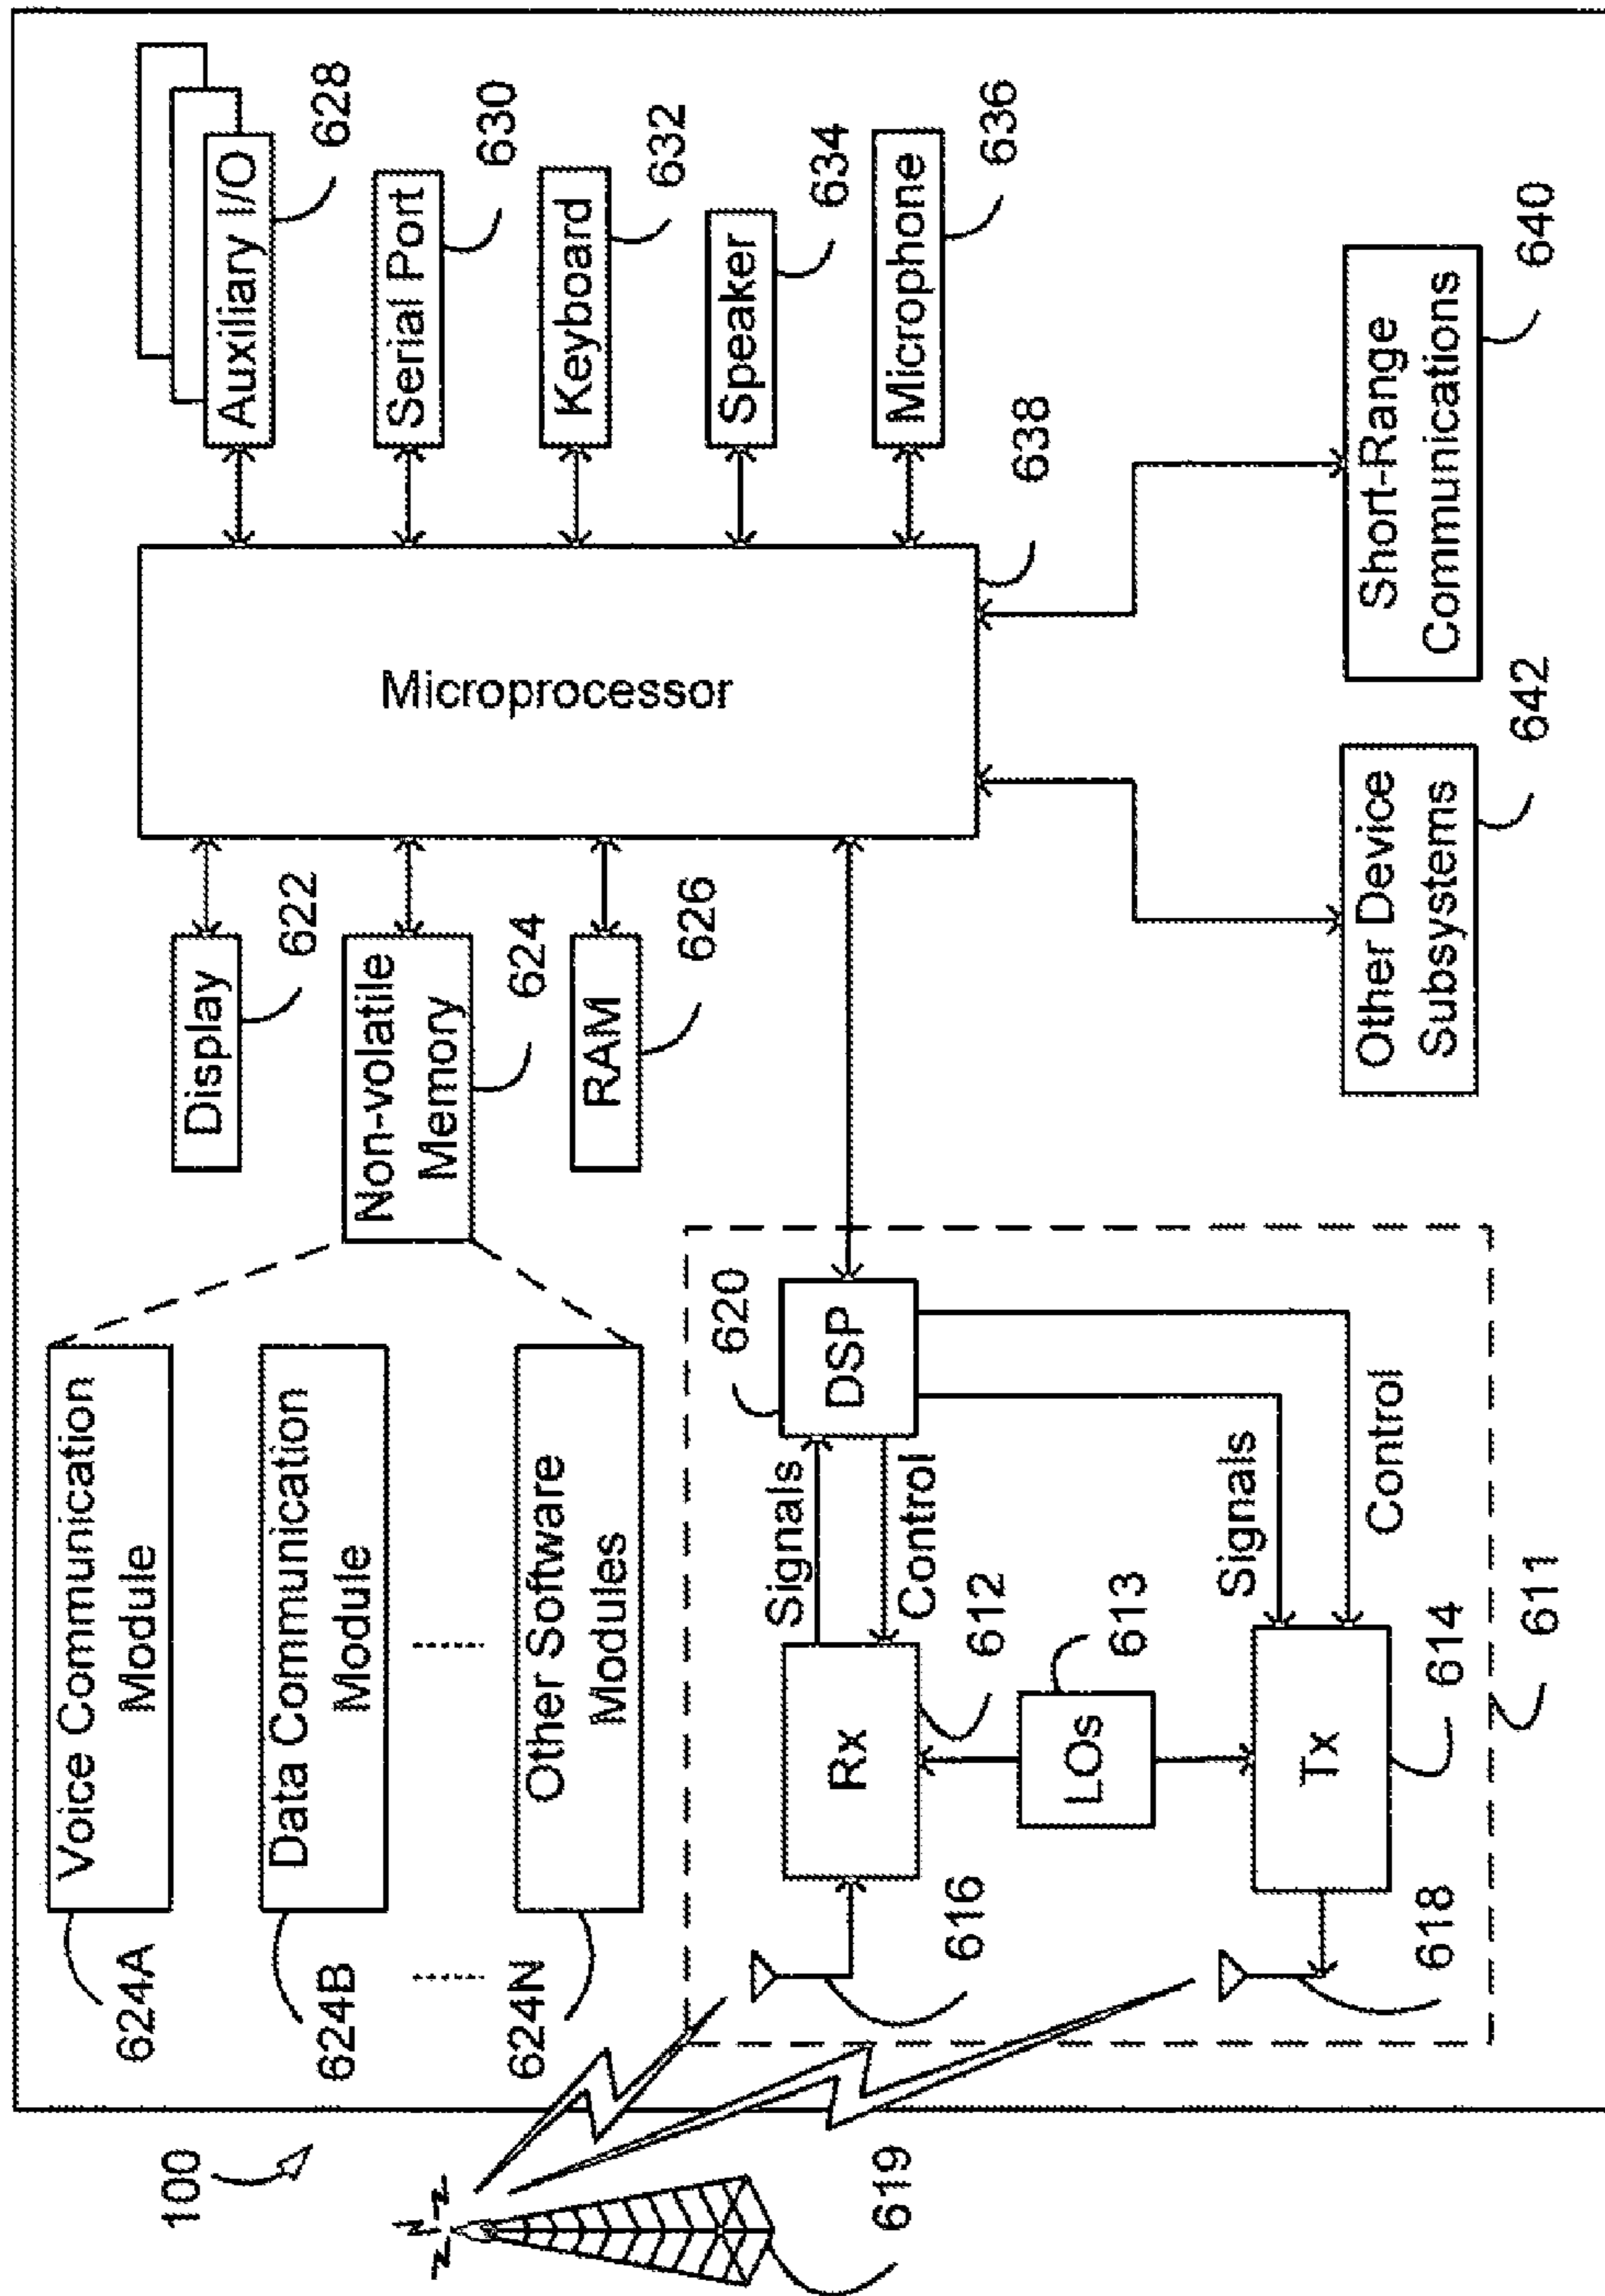 100
619
624A
Voice Communication
Module
624B
Data Communication
Module
624N
Other Software
Modules
Display
622
Non-volatile
Memory
624
RAM
626
Microprocessor
638
Auxiliary I/O
628
Serial Port
630
Keyboard
632
Speaker
634
Microphone
636
Short-Range
Communications
640
Other Device
Subsystems
642
620
DSP
Signals
Control
Rx
612
616
LOs
613
Signals
Control
Tx
614
618
611